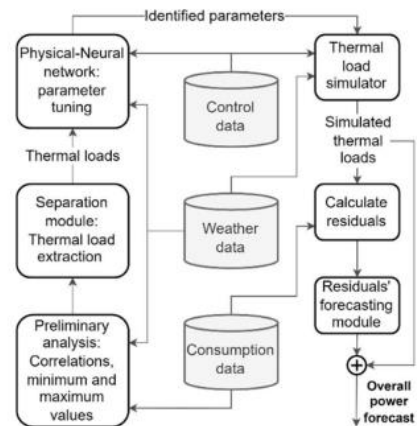 Identified parameters
Physical-Neural
network:
parameter
tuning
Thermal
load
simulator
Control
data
Thermal loads
Simulated
thermal
loads
Separation
module:
Thermal load
extraction
Weather
data
Calculate
residuals
Residuals'
forecasting
module
Preliminary
analysis:
Correlations,
minimum and
maximum
values
Consumption
data
Overall
power
forecast